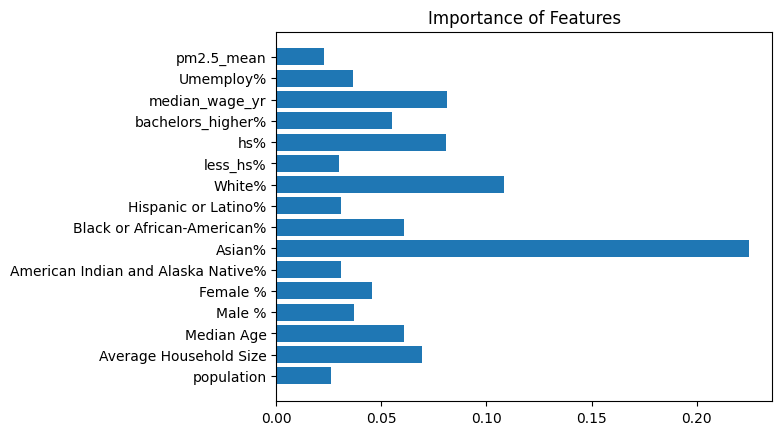 Importance of Features
pm2.5_mean
Umemploy%
median_wage_yr
bachelors_higher%
hs%
less_hs%
White%
Hispanic or Latino%
Black or African-American%
Asian%
American Indian and Alaska Native%
Female %
Male %
Median Age
Average Household Size
population
0.00 0.05 0.10 0.15 0.20